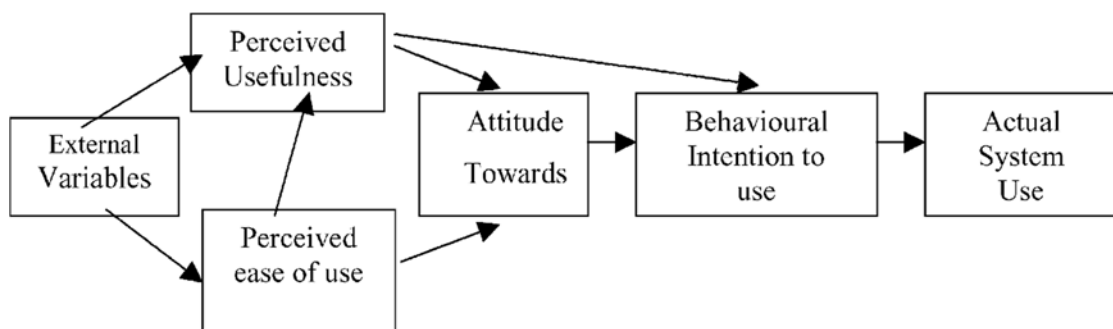 Perceived
Usefulness
External
Variables
Perceived
ease of use
Attitude
Towards
Behavioural
Intention to
use
Actual
System
Use